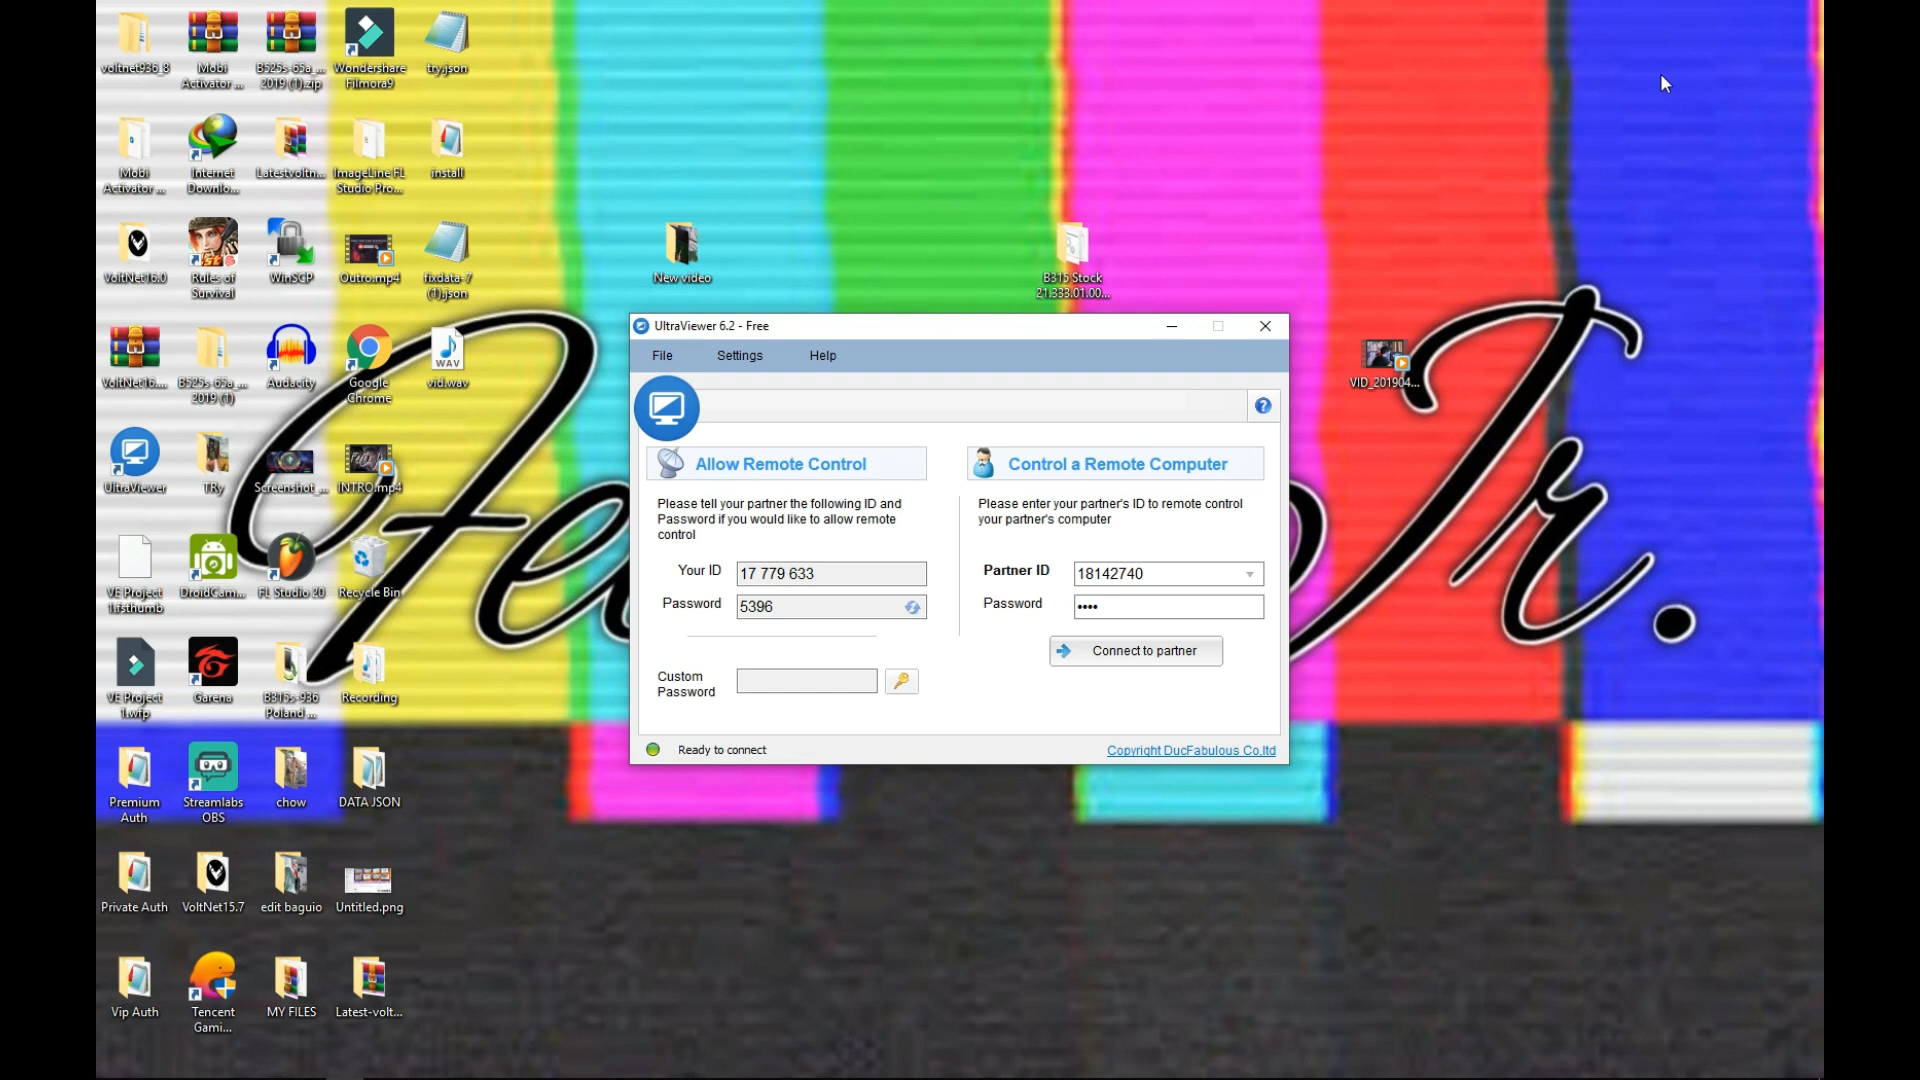 voltnet936_8
Mobi
Activator ...
B525s-65a_...
2019 (1).zip
Wondershare
Filmora9
try.json
Mobi
Activator ...
Internet
Downlo...
Latestvoltn...
ImageLine FL
Studio Pro...
install
VoltNet16.0
Rules of
Survival
WinSCP
Outro.mp4
fixdata-7
(1).json
New video
B315 Stock
21.333.01.00...
VoltNet16....
B525s-65a_...
2019 (1)
Audacity
Google
Chrome
WAV
vid.wav
VID_201904...
UltraViewer
TRy
Screenshot_...
INTRO.mp4
VE Project
1.fsthumb
DroidCam...
FL Studio 20
Recycle Bin
VE Project
1.wfp
Garena
B315s-936
Poland ...
Recording
Premium
Auth
Streamlabs
OBS
chow
DATA JSON
Private Auth
VoltNet15.7
edit baguio
Untitled.png
Vip Auth
Tencent
Gami...
MY FILES
Latest-volt...
UltraViewer 6.2 - Free
File Settings Help
Allow Remote Control
Please tell your partner the following ID and
Password if you would like to allow remote
control
Your ID 17 779 633
Password 5396
Custom
Password
Control a Remote Computer
Please enter your partner's ID to remote control
your partner's computer
Partner ID 18142740
Password ••••
Connect to partner
Ready to connect
Copyright DucFabulous Co,ltd
Jr.